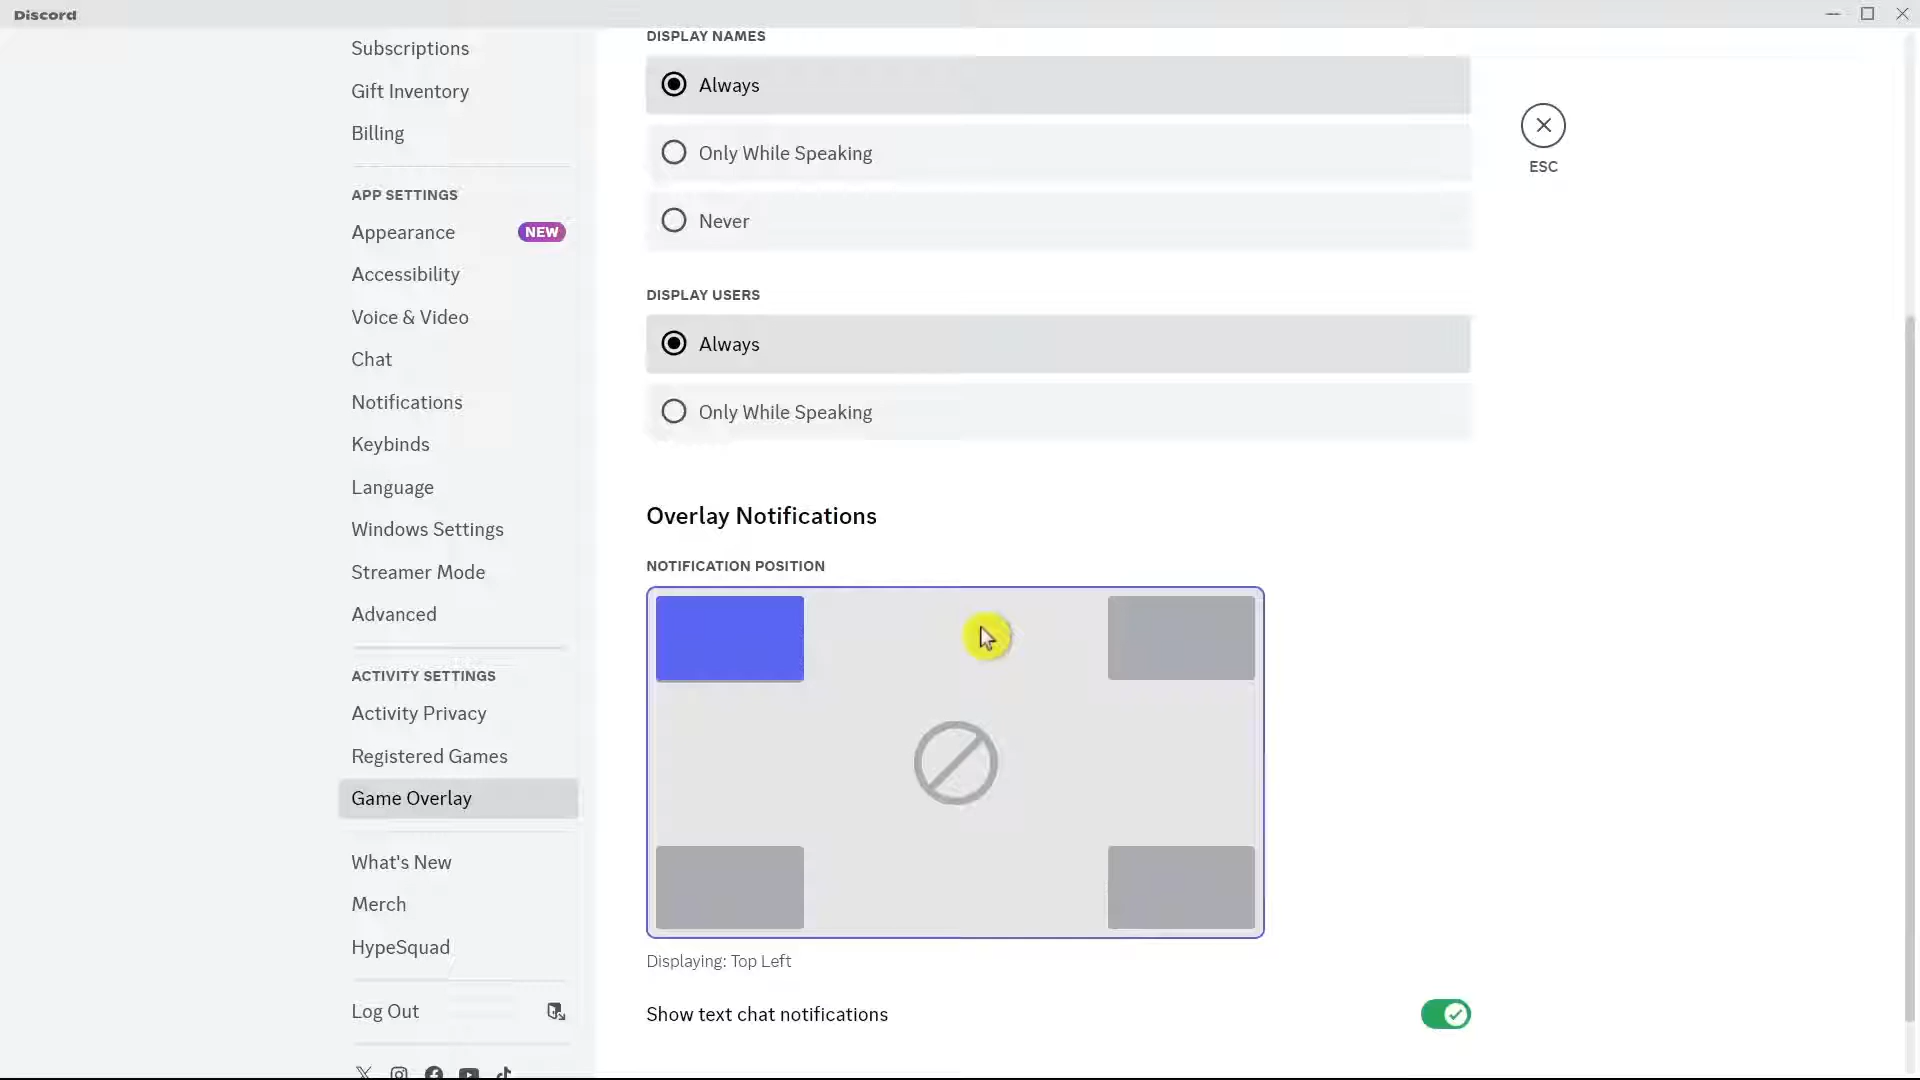 Discord
Subscriptions
Gift Inventory
Billing
APP SETTINGS
Appearance NEW
Accessibility
Voice & Video
Chat
Notifications
Keybinds
Language
Windows Settings
Streamer Mode
Advanced
ACTIVITY SETTINGS
Activity Privacy
Registered Games
Game Overlay
What's New
Merch
HypeSquad
Log Out
DISPLAY NAMES
Always
Only While Speaking
Never
DISPLAY USERS
Always
Only While Speaking
Overlay Notifications
NOTIFICATION POSITION
Displaying: Top Left
Show text chat notifications
ESC